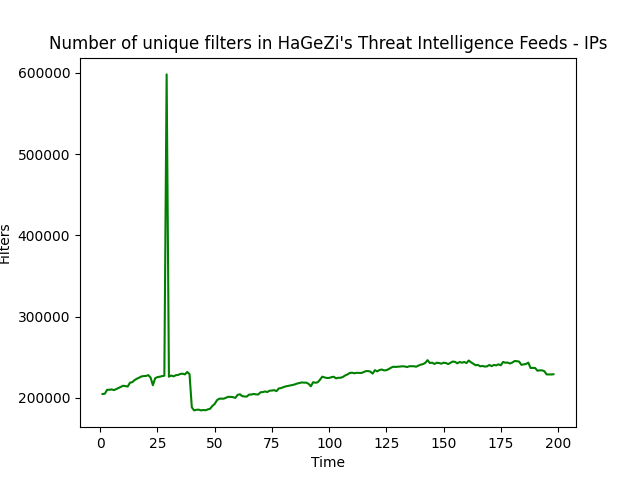 Number of unique filters in HaGeZi's Threat Intelligence Feeds - IPs
600000
500000
400000
300000
200000
Filters
0 25 50 75 100 125 150 175 200
Time